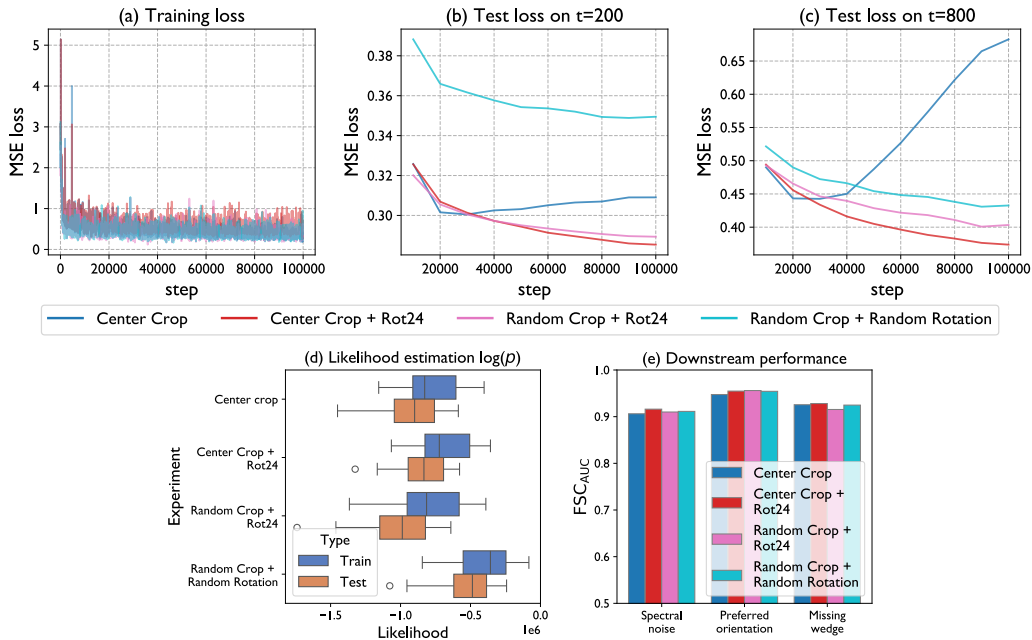 (a) Training loss
(b) Test loss on t=200
(c) Test loss on t=800
MSE loss
5
4
3
2
1
0
0 20000 40000 60000 80000 100000
step
MSE loss
0.38
0.36
0.34
0.32
0.30
20000 40000 60000 80000 100000
step
MSE loss
0.65
0.60
0.55
0.50
0.45
0.40
20000 40000 60000 80000 100000
step
Center Crop
Center Crop + Rot24
Random Crop + Rot24
Random Crop + Random Rotation
(d) Likelihood estimation log(p)
Experiment
Center crop
Center Crop +
Rot24
Random Crop +
Rot24
Random Crop +
Random Rotation
Type
Train
Test
−1.0 −0.5 0.0
1e6
Likelihood
(e) Downstream performance
FSCAUC
1.0
0.9
0.8
0.7
0.6
0.5
Center Crop
Center Crop +
Rot24
Random Crop +
Rot24
Random Crop +
Random Rotation
Spectral
noise
Preferred
orientation
Missing
wedge